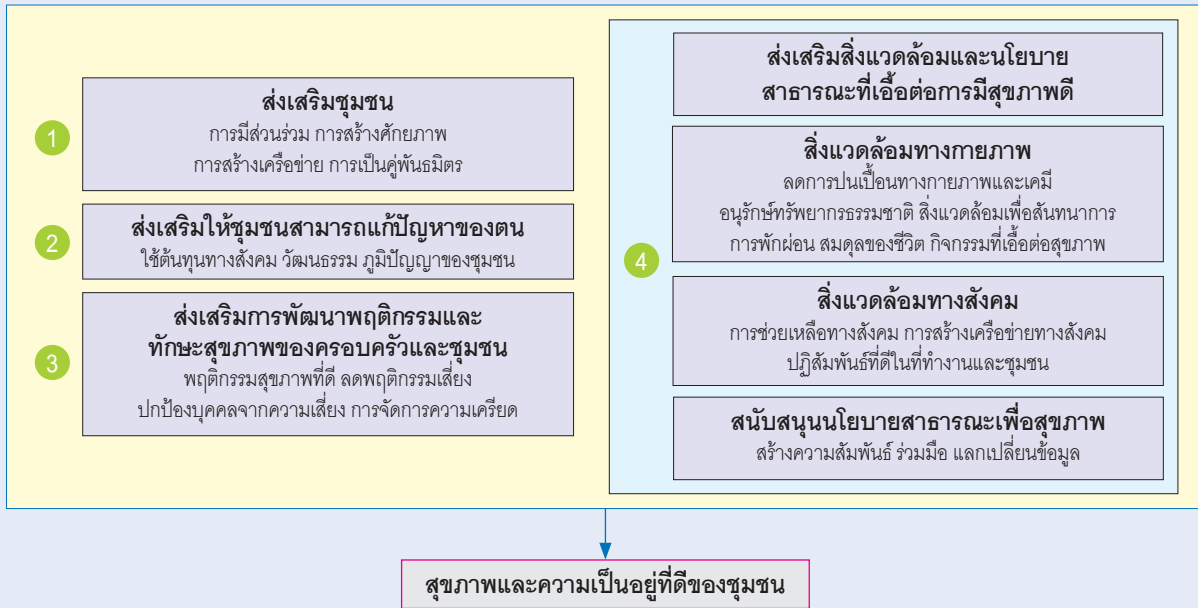 1
ส่งเสริมชุมชน
การมีส่วนร่วม การสร้างศักยภาพ
การสร้างเครือข่าย การเป็นคู่พันธมิตร
2
ส่งเสริมให้ชุมชนสามารถแก้ปัญหาของตน
ใช้ต้นทุนทางสังคม วัฒนธรรม ภูมิปัญญาของชุมชน
3
ส่งเสริมการพัฒนาพฤติกรรมและ
ทักษะสุขภาพของครอบครัวและชุมชน
พฤติกรรมสุขภาพที่ดี ลดพฤติกรรมเสี่ยง
ปกป้องบุคคลจากความเสี่ยง การจัดการความเครียด
4
ส่งเสริมสิ่งแวดล้อมและนโยบาย
สาธารณะที่เอื้อต่อการมีสุขภาพดี
สิ่งแวดล้อมทางกายภาพ
ลดการปนเปื้อนทางกายภาพและเคมี
อนุรักษ์ทรัพยากรธรรมชาติ สิ่งแวดล้อมเพื่อสันทนาการ
การพักผ่อน สมดุลของชีวิต กิจกรรมที่เอื้อต่อสุขภาพ
สิ่งแวดล้อมทางสังคม
การช่วยเหลือทางสังคม การสร้างเครือข่ายทางสังคม
ปฏิสัมพันธ์ที่ดีในที่ทำงานและชุมชน
สนับสนุนนโยบายสาธารณะเพื่อสุขภาพ
สร้างความสัมพันธ์ ร่วมมือ แลกเปลี่ยนข้อมูล
สุขภาพและความเป็นอยู่ที่ดีของชุมชน